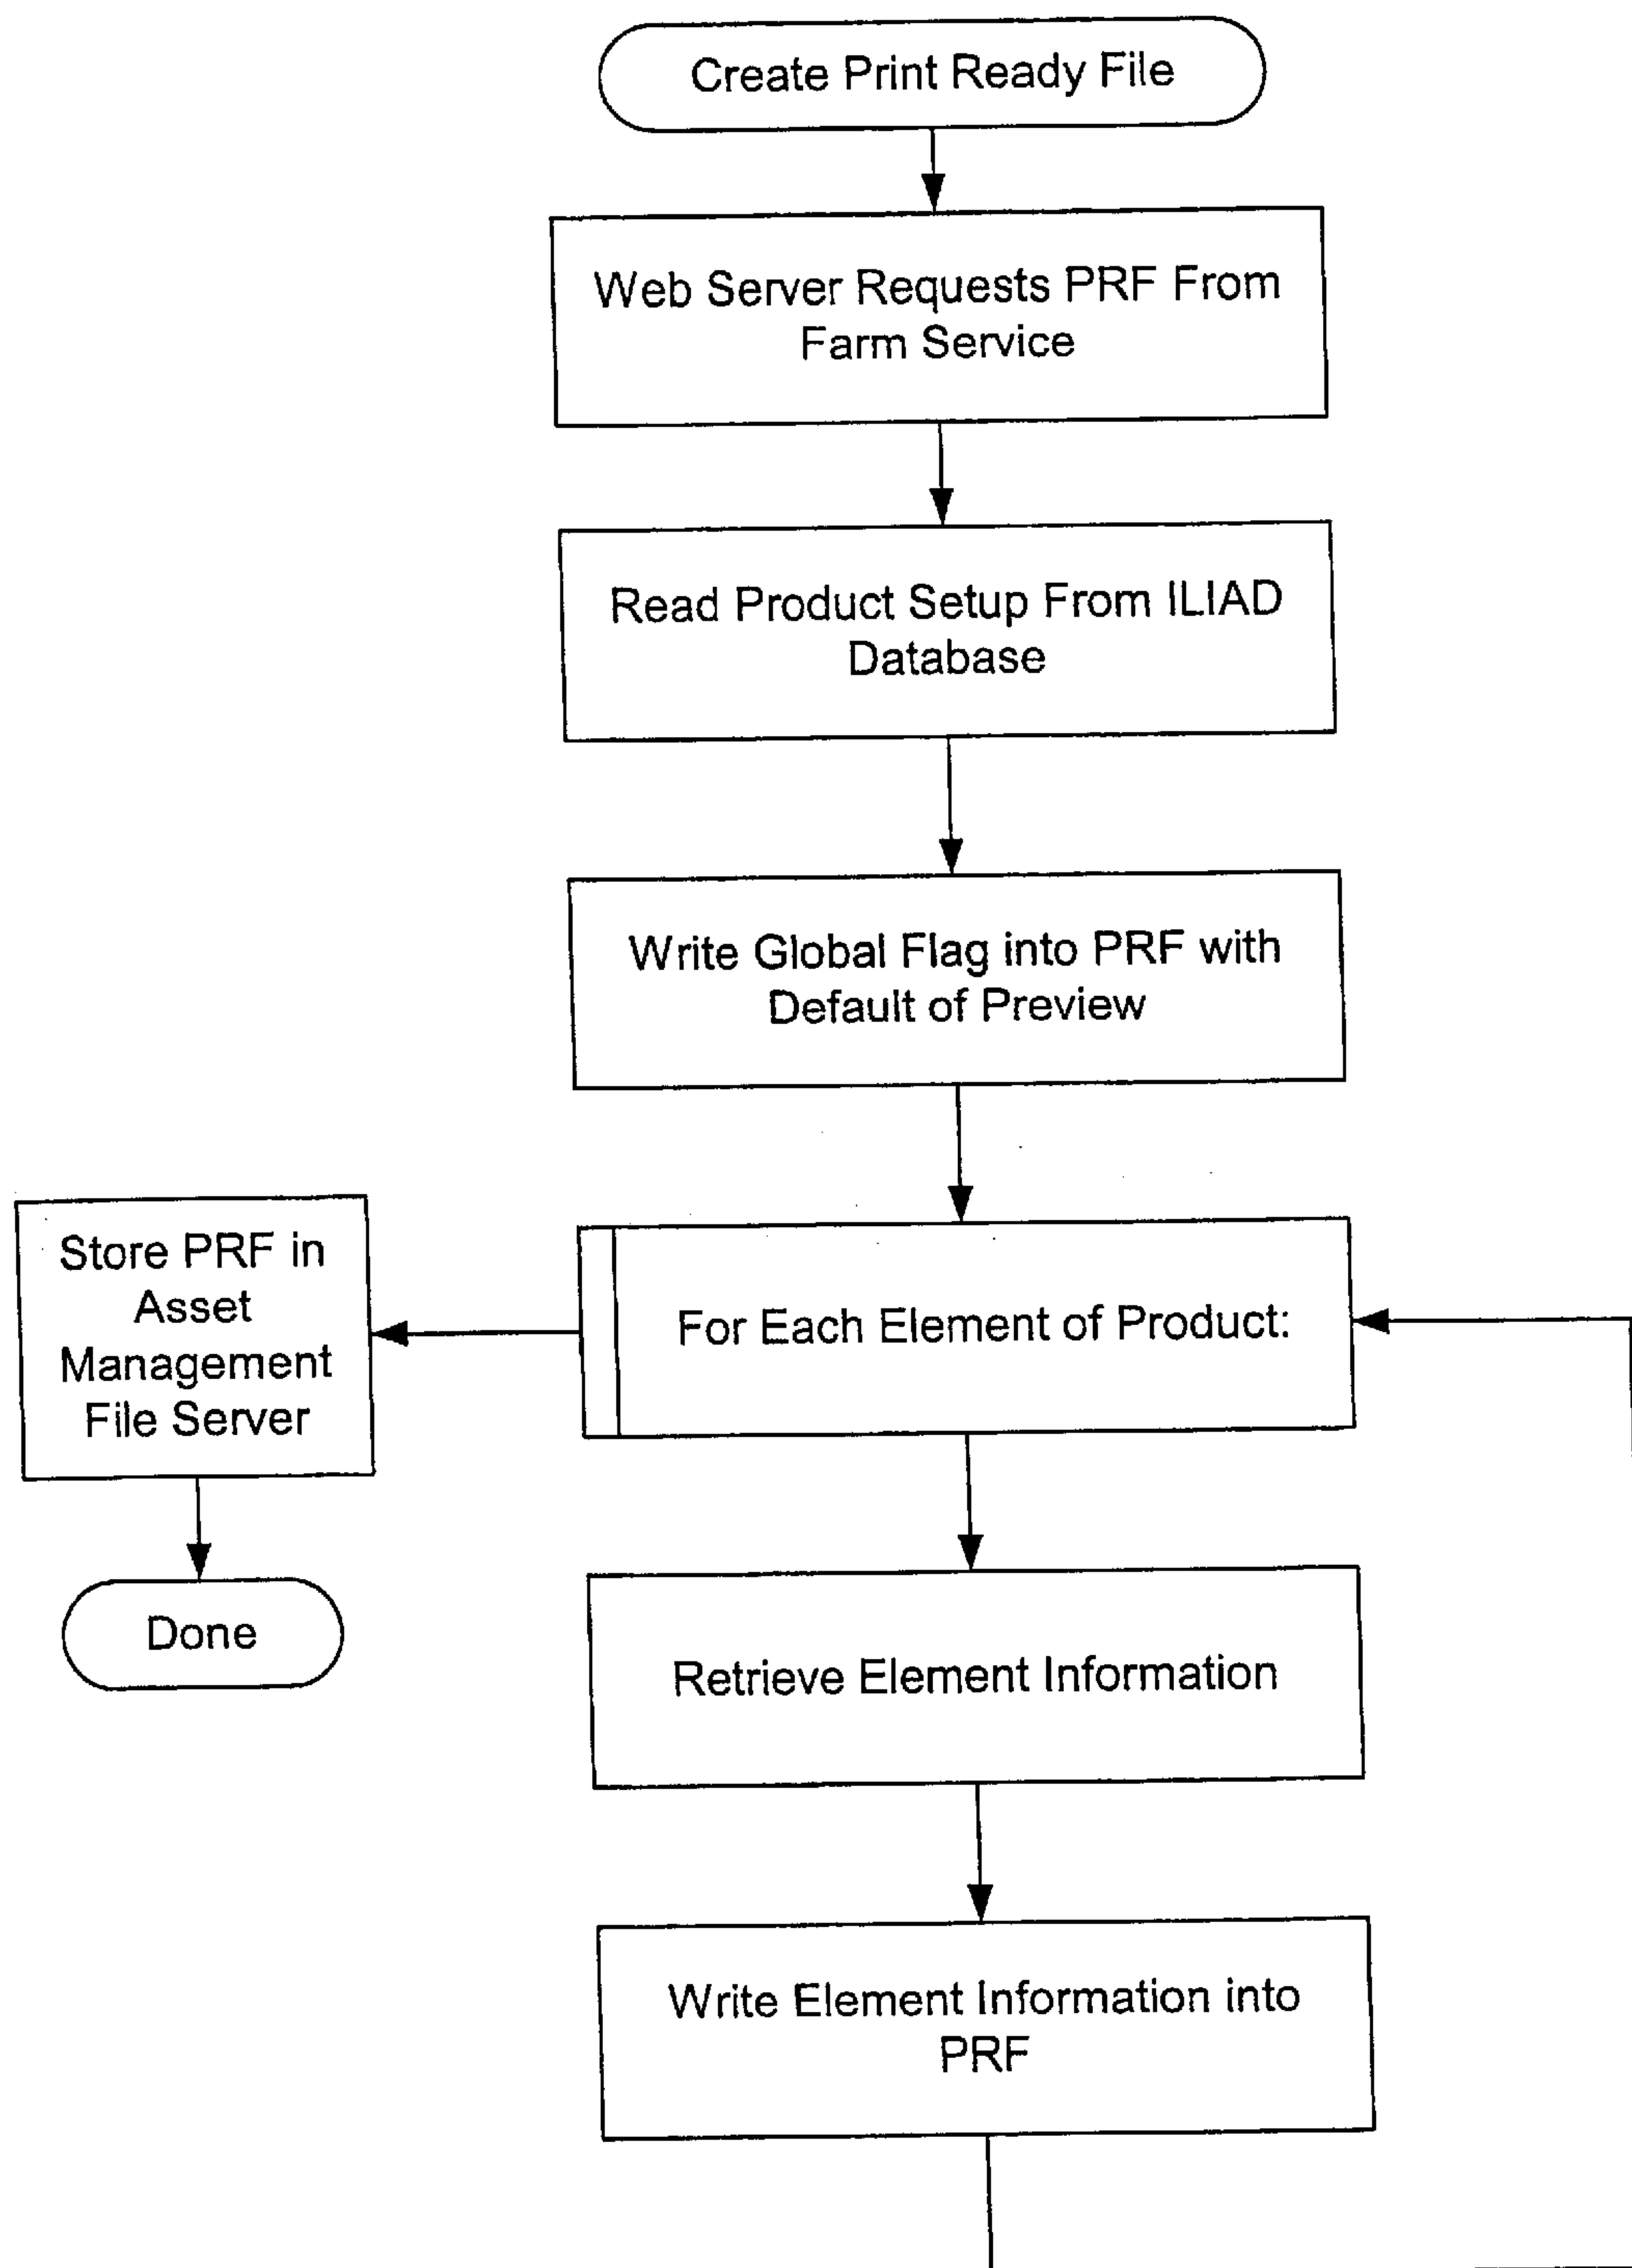 Create Print Ready File
Web Server Requests PRF From
Farm Service
Read Product Setup From ILIAD
Database
Write Global Flag into PRF with
Default of Preview
Store PRF in
Asset
Management
File Server
For Each Element of Product:
Done
Retrieve Element Information
Write Element Information into
PRF